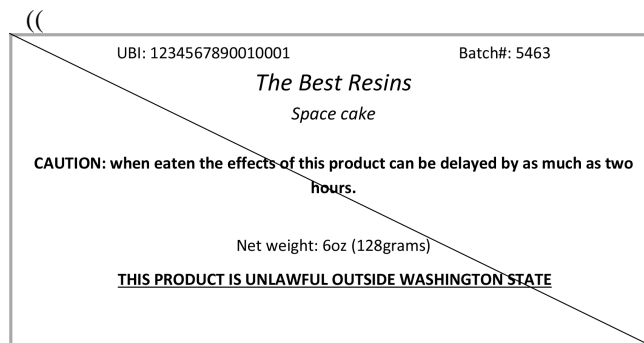 ((
UBI: 1234567890010001 Batch#: 5463
The Best Resins
Space cake
CAUTION: when eaten the effects of this product can be delayed by as much as two
hours.
Net weight: 6oz (128grams)
THIS PRODUCT IS UNLAWFUL OUTSIDE WASHINGTON STATE